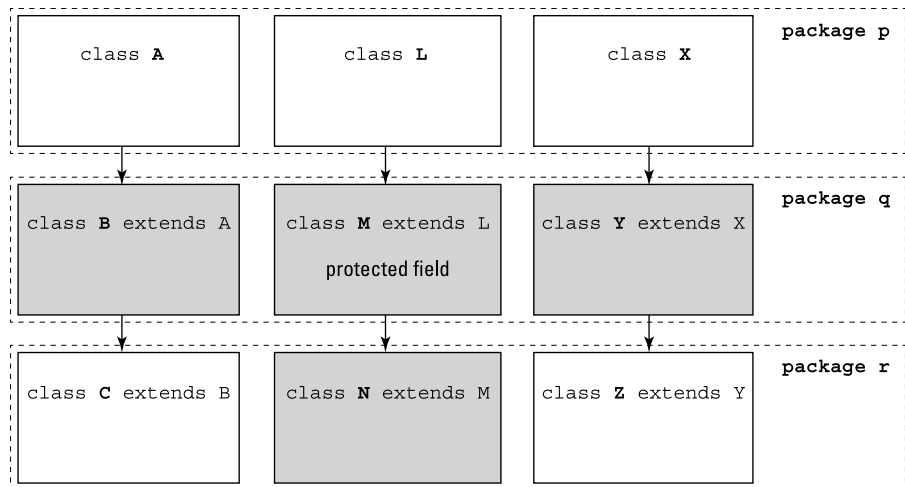 class A
class L
class X
package p
class B extends A
class M extends L
protected field
class Y extends X
package q
class C extends B
class N extends M
class Z extends Y
package r